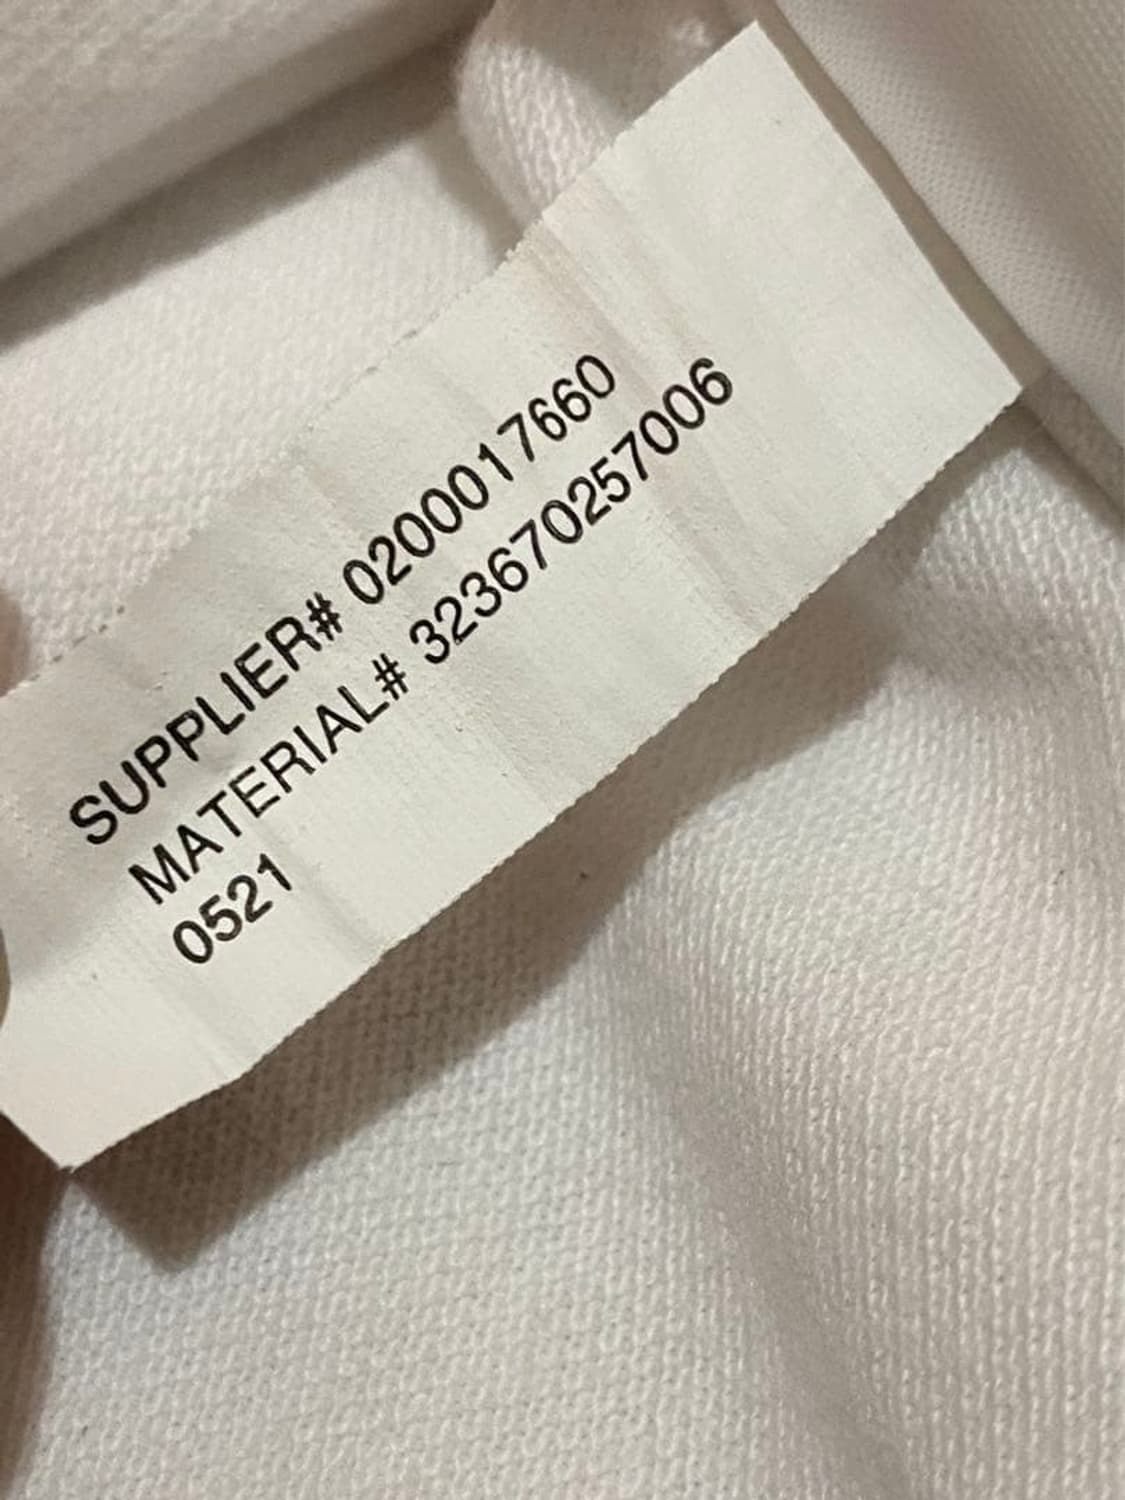 SUPPLIER# 0200017660
MATERIAL# 323670257006
0521